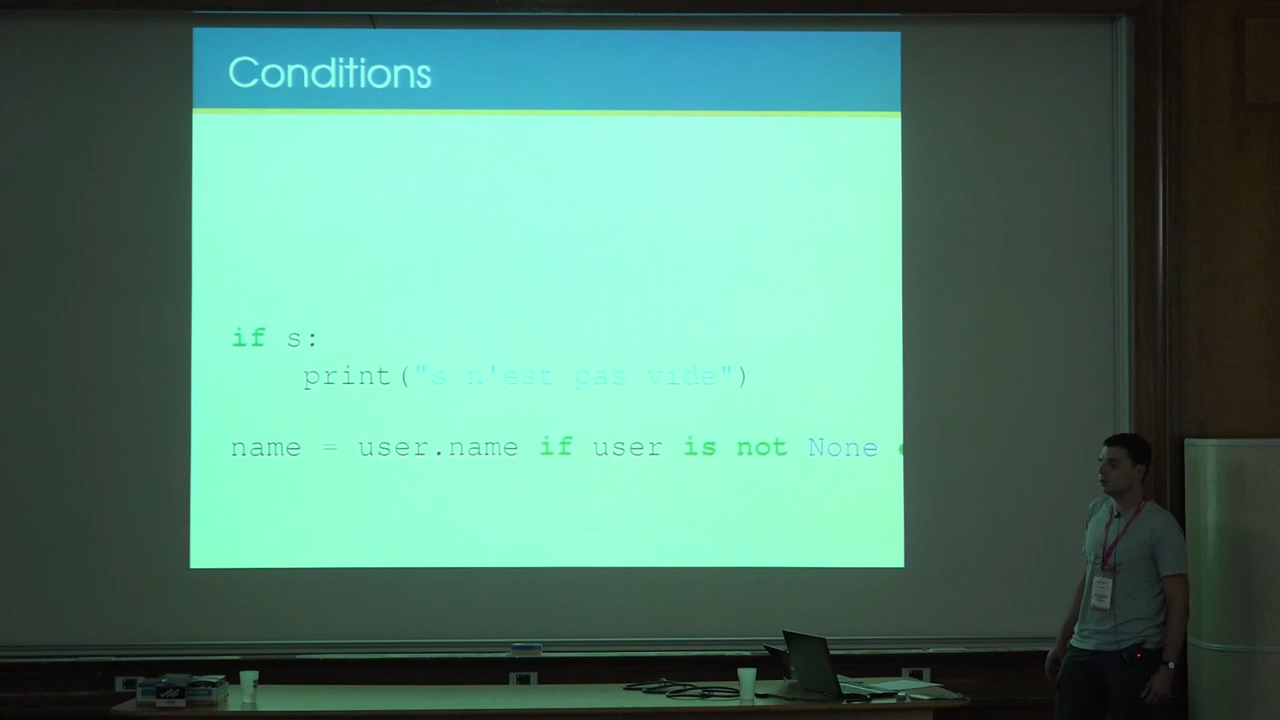 Conditions
if s:
print("s n'est pas vide")
name = user.name if user is not None